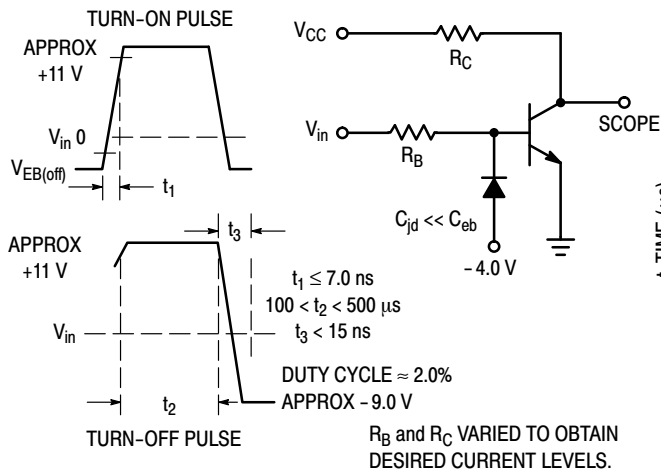 TURN-ON PULSE
APPROX
+11 V
V_in 0
V_EB(off)
t_1
V_CC
R_C
V_in
R_B
SCOPE
C_jd << C_eb
-4.0 V
t_3
APPROX
+11 V
t_1 ≤ 7.0 ns
100 < t_2 < 500 μs
t_3 < 15 ns
V_in
DUTY CYCLE ≈ 2.0%
t_2
APPROX -9.0 V
TURN-OFF PULSE
R_B and R_C VARIED TO OBTAIN
DESIRED CURRENT LEVELS.